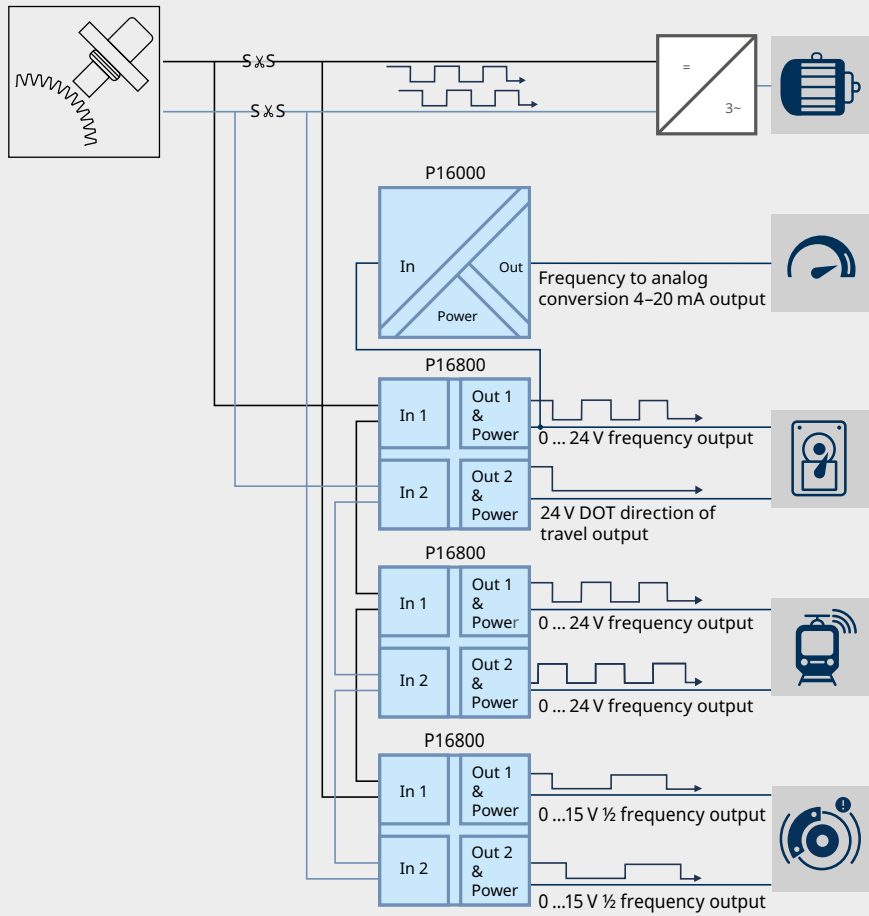 S S
=
S S
3~
P16000
In
Out
Frequency to analog
conversion 4–20 mA output
Power
P16800
In 1
Out 1
&
Power
0 ... 24 V frequency output
In 2
Out 2
&
Power
24 V DOT direction of
travel output
P16800
In 1
Out 1
&
Power
0 ... 24 V frequency output
In 2
Out 2
&
Power
0 ... 24 V frequency output
P16800
In 1
Out 1
&
Power
!
0 ...15 V ½ frequency output
In 2
Out 2
&
Power
0 ...15 V ½ frequency output